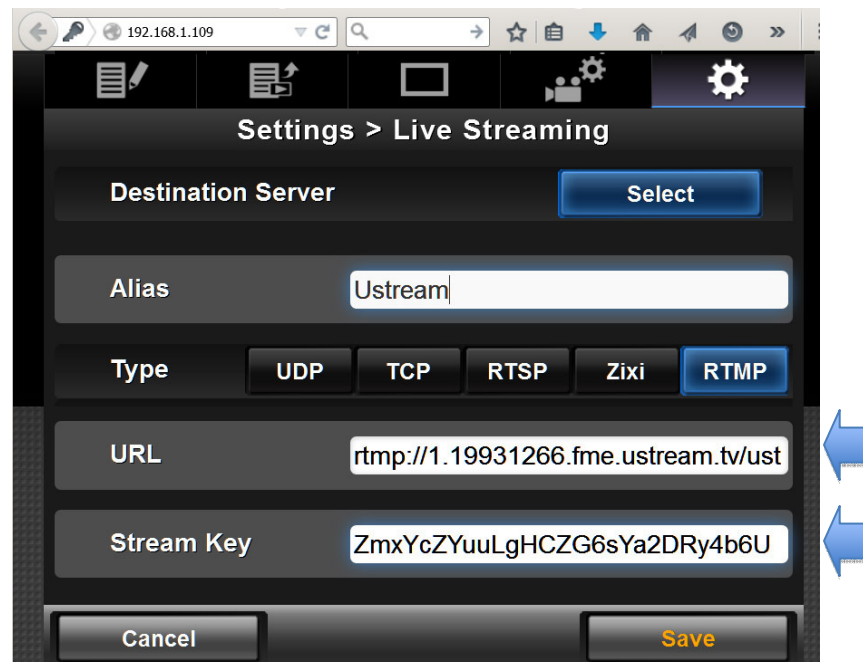 192.168.1.109
Settings > Live Streaming
Destination Server Select
Alias Ustream
Type UDP TCP RTSP Zixi RTMP
URL rtmp://1.19931266.fme.ustream.tv/ust
Stream Key ZmxYcZYuuLgHCZG6sYa2DRy4b6U
Cancel Save